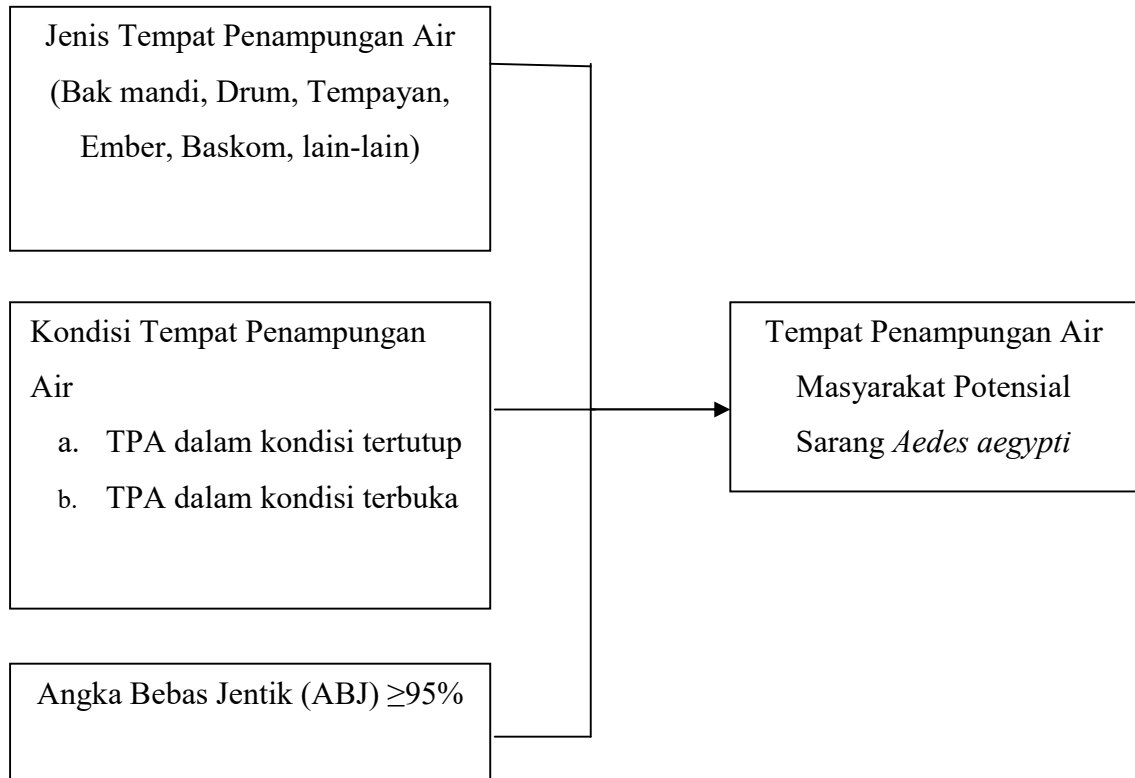 Jenis Tempat Penampungan Air
(Bak mandi, Drum, Tempayan,
Ember, Baskom, lain-lain)
Kondisi Tempat Penampungan
Air
a. TPA dalam kondisi tertutup
b. TPA dalam kondisi terbuka
Angka Bebas Jentik (ABJ) ≥95%
Tempat Penampungan Air
Masyarakat Potensial
Sarang Aedes aegypti